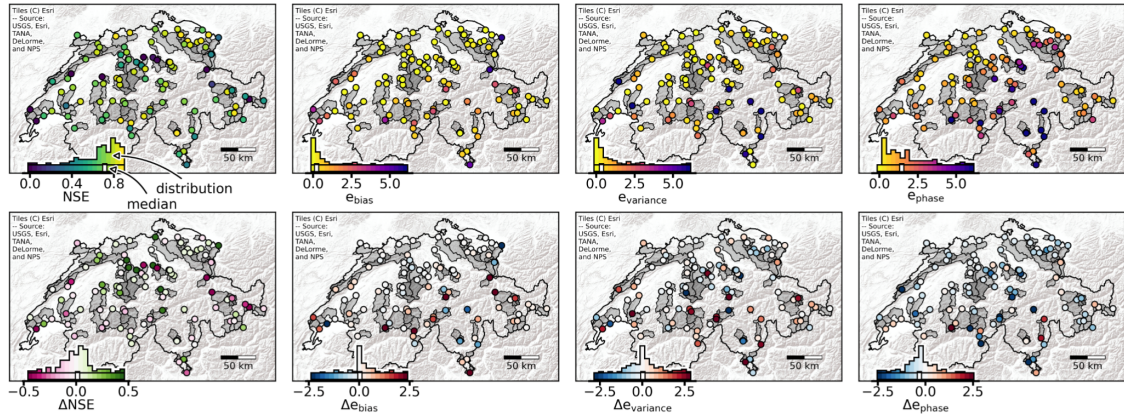 Tiles (C) Esri
-- Source:
USGS, Esri,
TANA,
DeLorme,
and NPS
50 km
distribution
median
0.0 0.4 0.8
NSE
Tiles (C) Esri
-- Source:
USGS, Esri,
TANA,
DeLorme,
and NPS
50 km
0.0 2.5 5.0
e_bias
Tiles (C) Esri
-- Source:
USGS, Esri,
TANA,
DeLorme,
and NPS
50 km
0.0 2.5 5.0
e_variance
Tiles (C) Esri
-- Source:
USGS, Esri,
TANA,
DeLorme,
and NPS
50 km
0.0 2.5 5.0
e_phase
Tiles (C) Esri
-- Source:
USGS, Esri,
TANA,
DeLorme,
and NPS
50 km
−0.5 0.0 0.5
ΔNSE
Tiles (C) Esri
-- Source:
USGS, Esri,
TANA,
DeLorme,
and NPS
50 km
−2.5 0 2.5
Δe_bias
Tiles (C) Esri
-- Source:
USGS, Esri,
TANA,
DeLorme,
and NPS
50 km
−2.5 0 2.5
Δe_variance
Tiles (C) Esri
-- Source:
USGS, Esri,
TANA,
DeLorme,
and NPS
50 km
−2.5 0 2.5
Δe_phase